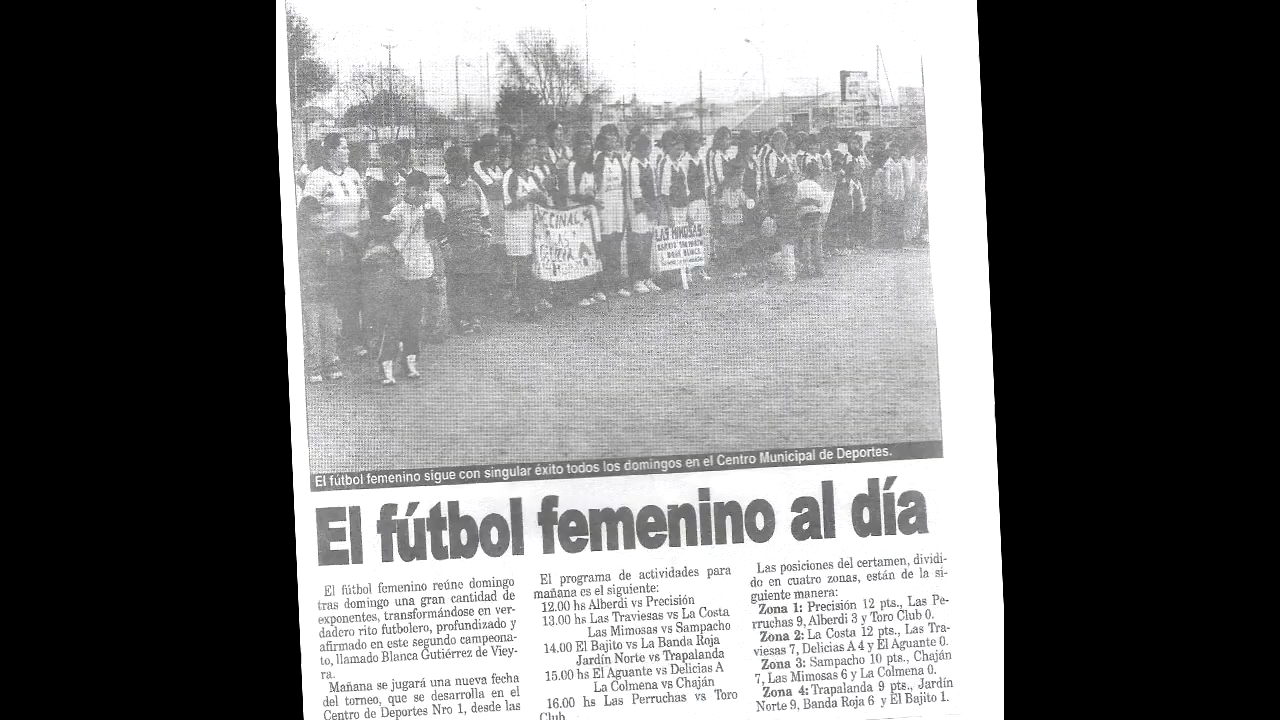 CCINAL
LAS
LAS MIMOSAS
El fútbol femenino sigue con singular éxito todos los domingos en el Centro Municipal de Deportes.
El fútbol femenino al día
El fútbol femenino reúne domingo
tras domingo una gran cantidad de
exponentes, transformándose en ver-
dadero rito futbolero, profundizado y
afirmado en este segundo campeona-
to, llamado Blanca Gutiérrez de Viey-
ra.
Mañana se jugará una nueva fecha
del torneo, que se desarrolla en el
Centro de Deportes Nro 1, desde las
El programa de actividades para
mañana es el siguiente:
12.00 hs Alberdi vs Precisión
13.00 hs Las Traviesas vs La Costa
Las Mimosas vs Sampacho
14.00 El Bajito vs La Banda Roja
Jardín Norte vs Trapalanda
15.00 hs El Aguante vs Delicias A
La Colmena vs Chaján
16.00 hs Las Perruchas vs Toro
Club
Las posiciones del certamen, dividi-
do en cuatro zonas, están de la si-
guiente manera:
Zona 1: Precisión 12 pts., Las Pe-
rruchas 9, Alberdi 3 y Toro Club 0.
Zona 2: La Costa 12 pts., Las Tra-
viesas 7, Delicias A 4 y El Aguante 0.
Zona 3: Sampacho 10 pts., Chaján
7, Las Mimosas 6 y La Colmena 0.
Zona 4: Trapalanda 9 pts., Jardín
Norte 9, Banda Roja 6 y El Bajito 1.